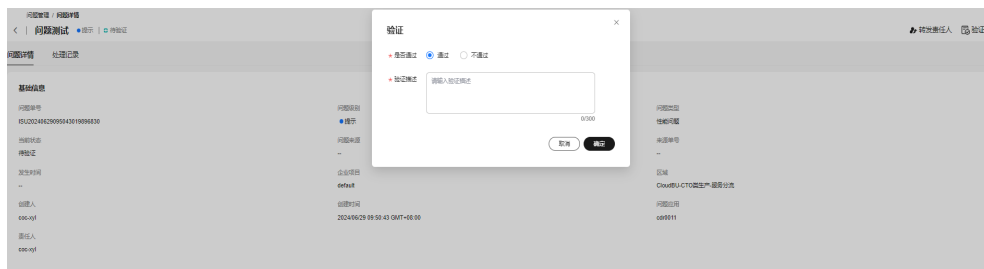 问题管理 / 问题详情
问题测试 提示 待验证
转发责任人 验证
问题详情 处理记录
验证
* 是否通过 通过 不通过
* 验证描述 请输入验证描述
0/300
取消 确定
基础信息
问题单号 问题级别 问题类型
ISU2024062909504301989683​0 提示 性能问题
当前状态 问题来源 来源单号
待验证 -- --
发生时间 企业项目 区域
-- default CloudBU-CTO类生产-服务分流
创建人 创建时间 问题应用
coc-xyl 2024/06/29 09:50:43 GMT+08:00 cdr0011
责任人
coc-xyl